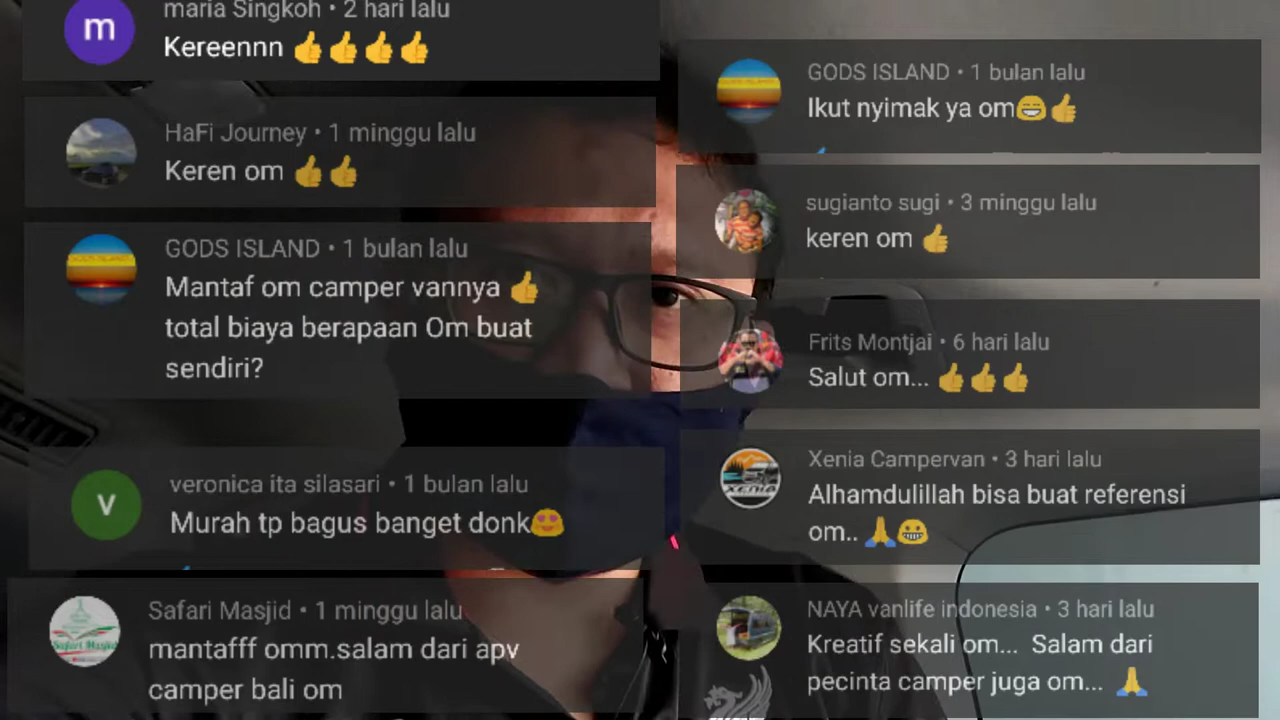 maria Singkoh • 2 hari lalu
Kereennn 👍👍👍👍
HaFi Journey • 1 minggu lalu
Keren om 👍👍
GODS ISLAND • 1 bulan lalu
Mantaf om camper vannya 👍
total biaya berapaan Om buat
sendiri?
veronica ita silasari • 1 bulan lalu
Murah tp bagus banget donk😍
Safari Masjid • 1 minggu lalu
mantafff omm.salam dari apv
camper bali om
GODS ISLAND • 1 bulan lalu
Ikut nyimak ya om😄👍
sugianto sugi • 3 minggu lalu
keren om 👍
Frits Montjai • 6 hari lalu
Salut om... 👍👍👍
Xenia Campervan • 3 hari lalu
Alhamdulillah bisa buat referensi
om.. 🙏😀
NAYA vanlife indonesia • 3 hari lalu
Kreatif sekali om... Salam dari
pecinta camper juga om... 🙏